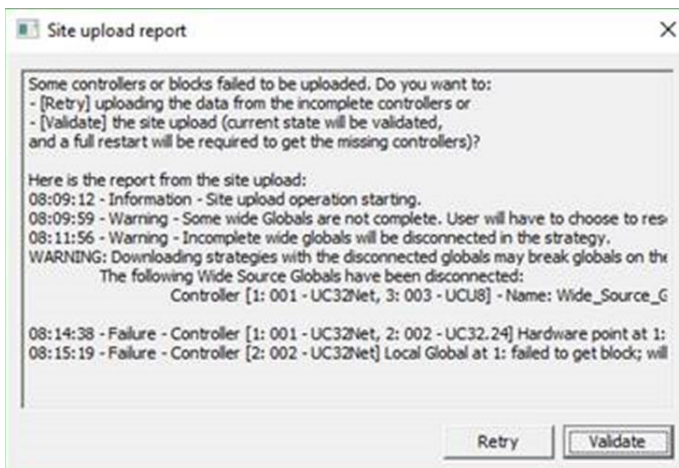 Site upload report
Some controllers or blocks failed to be uploaded. Do you want to:
- [Retry] uploading the data from the incomplete controllers or
- [Validate] the site upload (current state will be validated,
and a full restart will be required to get the missing controllers)?
Here is the report from the site upload:
08:09:12 - Information - Site upload operation starting.
08:09:59 - Warning - Some wide Globals are not complete. User will have to choose to res
08:11:56 - Warning - Incomplete wide globals will be disconnected in the strategy.
WARNING: Downloading strategies with the disconnected globals may break globals on the
The following Wide Source Globals have been disconnected:
Controller [1: 001 - UC32Net, 3: 003 - UCU8] - Name: Wide_Source_G
08:14:38 - Failure - Controller [1: 001 - UC32Net, 2: 002 - UC32.24] Hardware point at 1:
08:15:19 - Failure - Controller [2: 002 - UC32Net] Local Global at 1: failed to get block; will
Retry
Validate